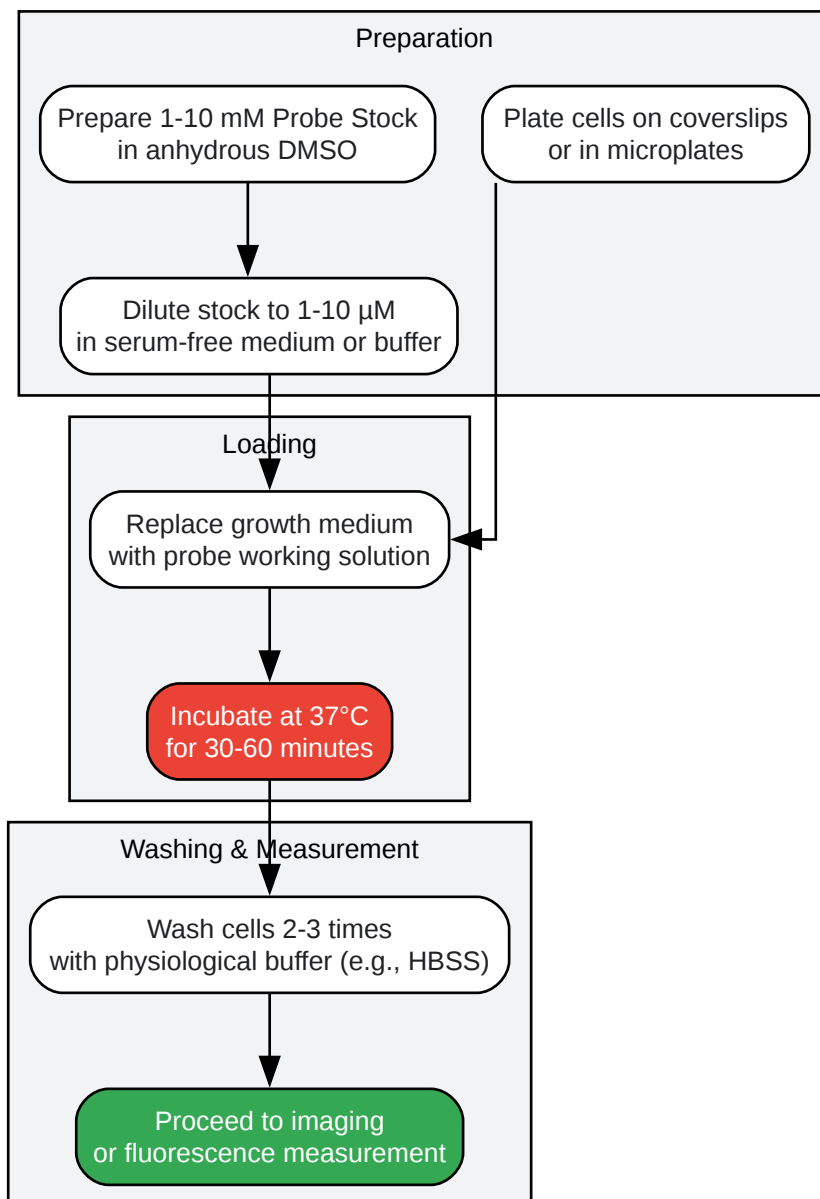 Preparation
Prepare 1-10 mM Probe Stock
in anhydrous DMSO
Plate cells on coverslips
or in microplates
Dilute stock to 1-10 µM
in serum-free medium or buffer
Loading
Replace growth medium
with probe working solution
Incubate at 37°C
for 30-60 minutes
Washing & Measurement
Wash cells 2-3 times
with physiological buffer (e.g., HBSS)
Proceed to imaging
or fluorescence measurement